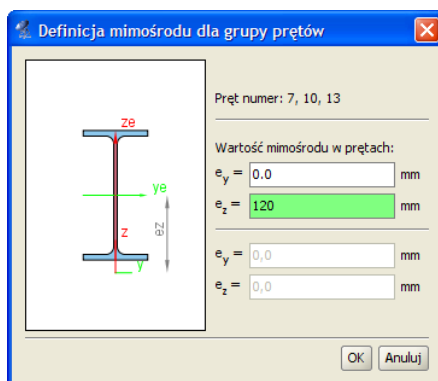 Definicja mimośrodu dla grupy prętów
ze
ye
z
ez
y
Pręt numer: 7, 10, 13
Wartość mimośrodu w prętach:
ey = 0.0 mm
ez = 120 mm
ey = 0,0 mm
ez = 0,0 mm
OK Anuluj